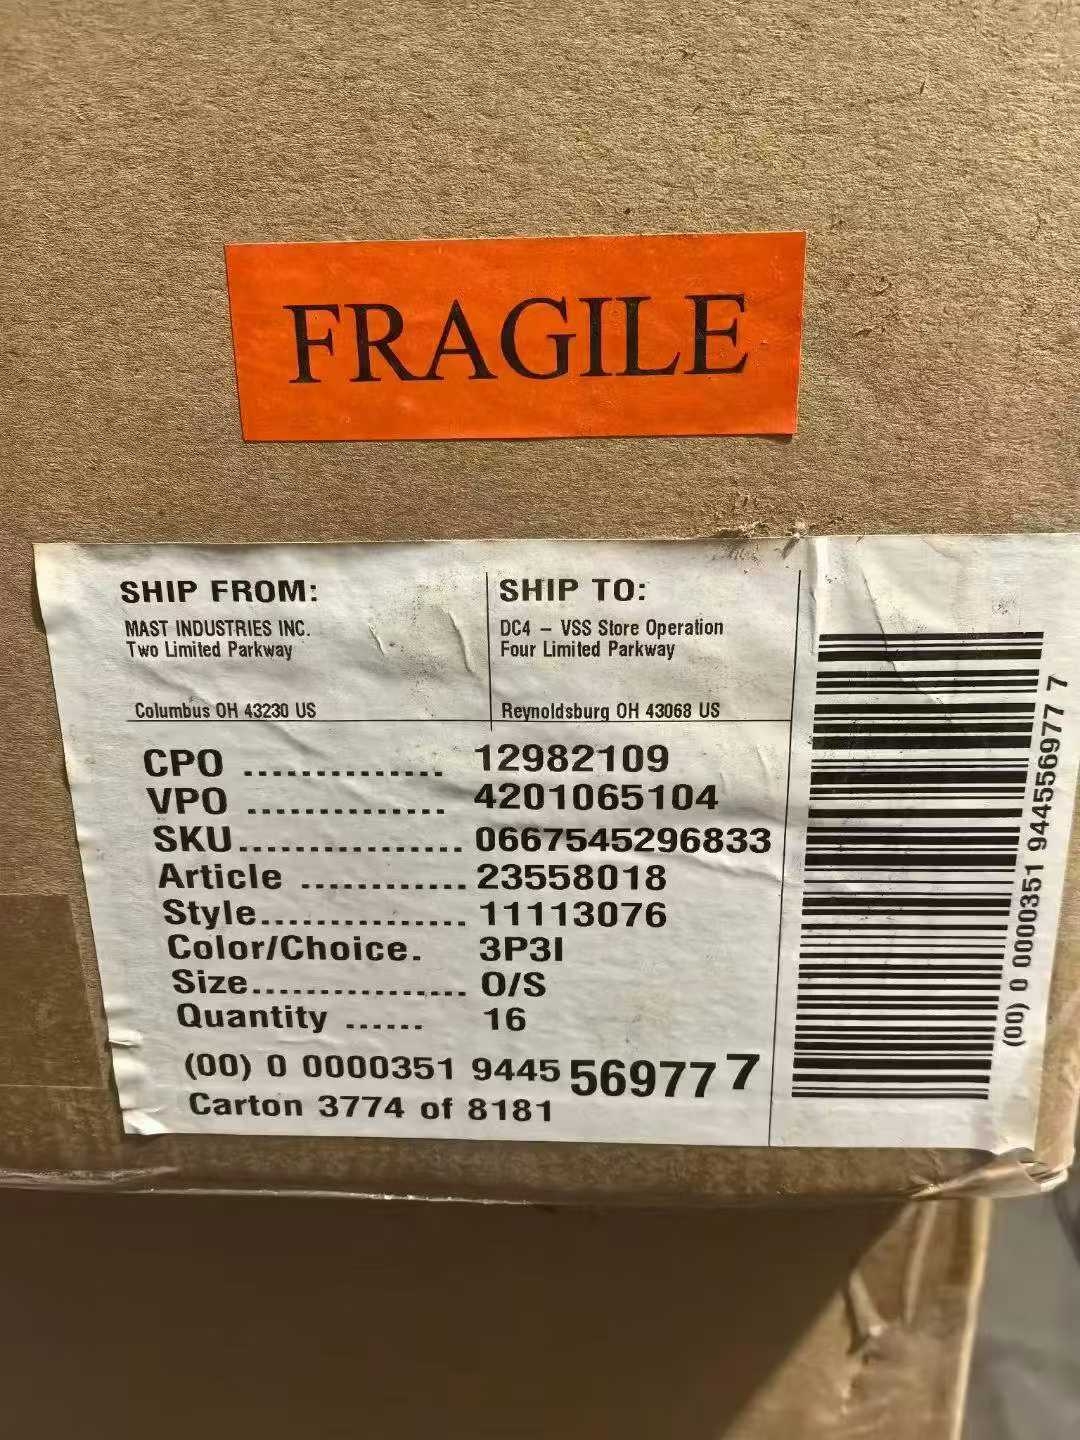 FRAGILE
SHIP FROM:
MAST INDUSTRIES INC.
Two Limited Parkway
Columbus OH 43230 US
SHIP TO:
DC4 – VSS Store Operation
Four Limited Parkway
Reynoldsburg OH 43068 US
CPO .............. 12982109
VPO .............. 4201065104
SKU................ 0667545296833
Article ............ 23558018
Style............... 11113076
Color/Choice. 3P3I
Size................ O/S
Quantity ...... 16
(00) 0 0000351 9445 56977 7
Carton 3774 of 8181
(00) 0 0000351 944556977 7